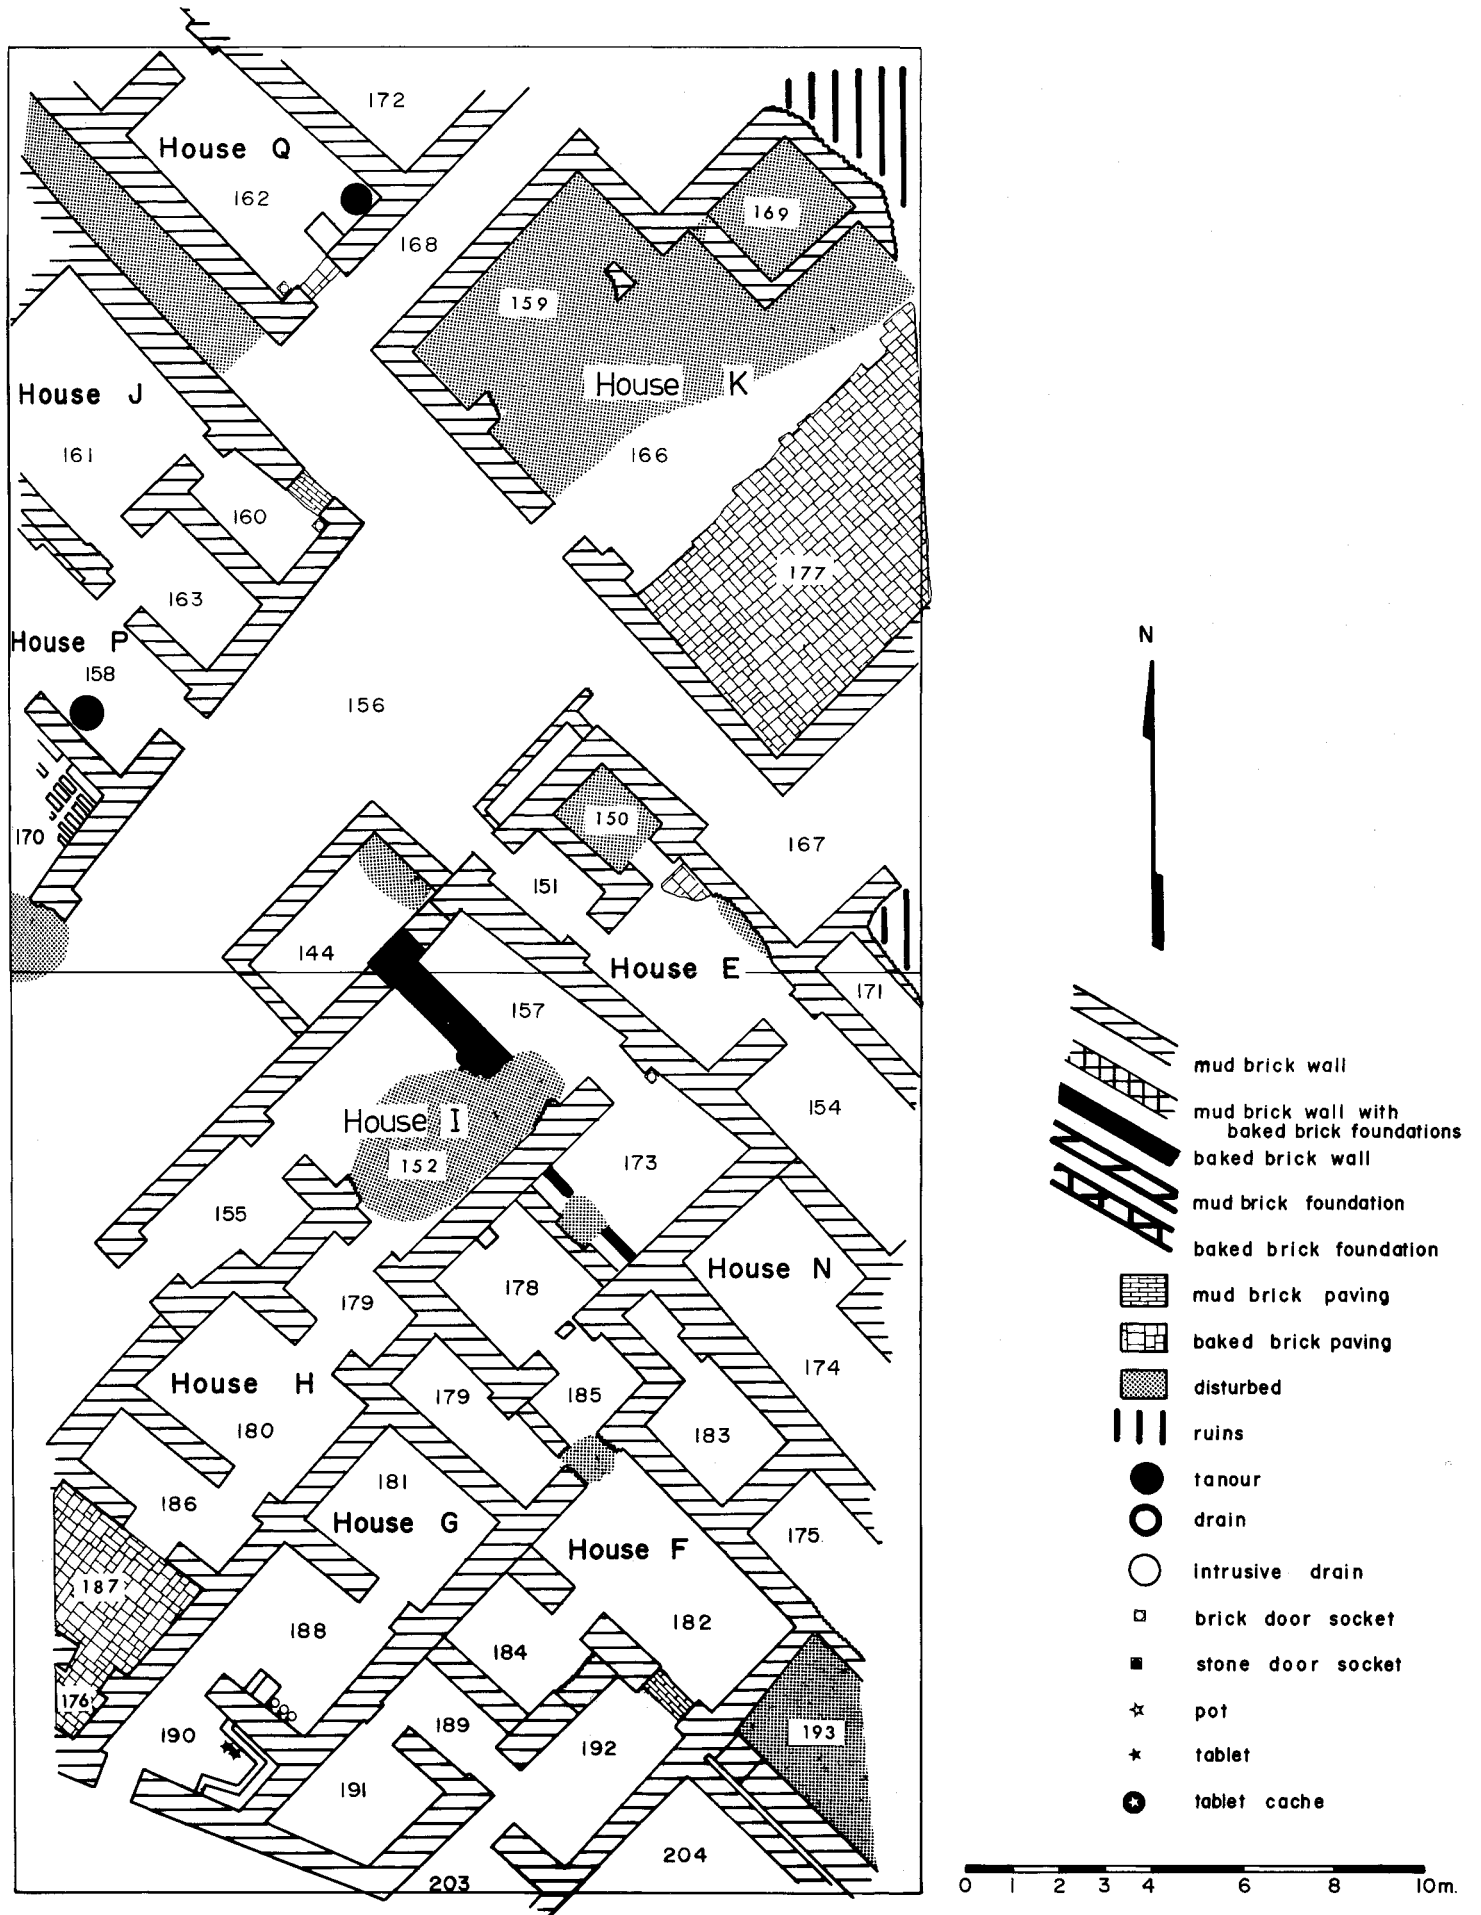 172
House Q
162
168
169
159
House K
House J
161
166
160
177
163
House P
158
156
150
170
167
151
144
House E
171
157
154
House I
152
173
155
House N
178
179
174
House H
179
185
180
183
181
186
House G
175
House F
187
182
188
184
176
189
190
193
192
191
204
203
N
mud brick wall
mud brick wall with
baked brick foundations
baked brick wall
mud brick foundation
baked brick foundation
mud brick paving
baked brick paving
disturbed
ruins
tanour
drain
Intrusive drain
brick door socket
stone door socket
pot
tablet
tablet cache
0 1 2 3 4 6 8 10m.